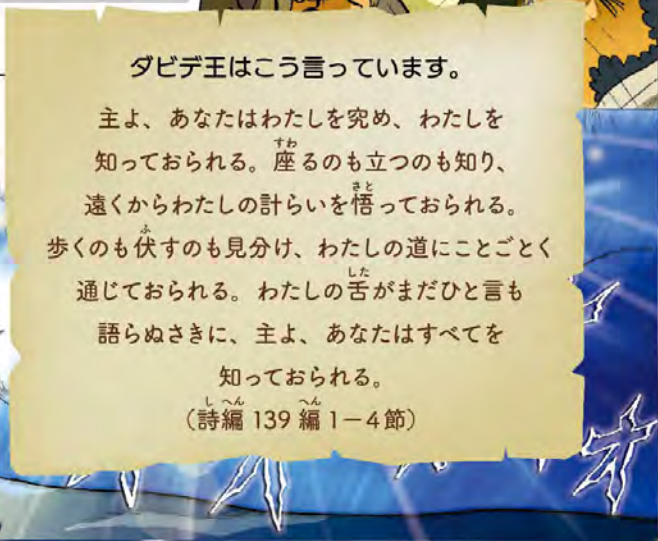 ダビデ王はこう言っています。
主よ、あなたはわたしを究め、わたしを
知っておられる。座るのも立つのも知り、
遠くからわたしの計らいを悟っておられる。
歩くのも伏すのも見分け、わたしの道にことごとく
通じておられる。わたしの舌がまだひと言も
語らぬさきに、主よ、あなたはすべてを
知っておられる。
（詩編 139 編 1－4節）